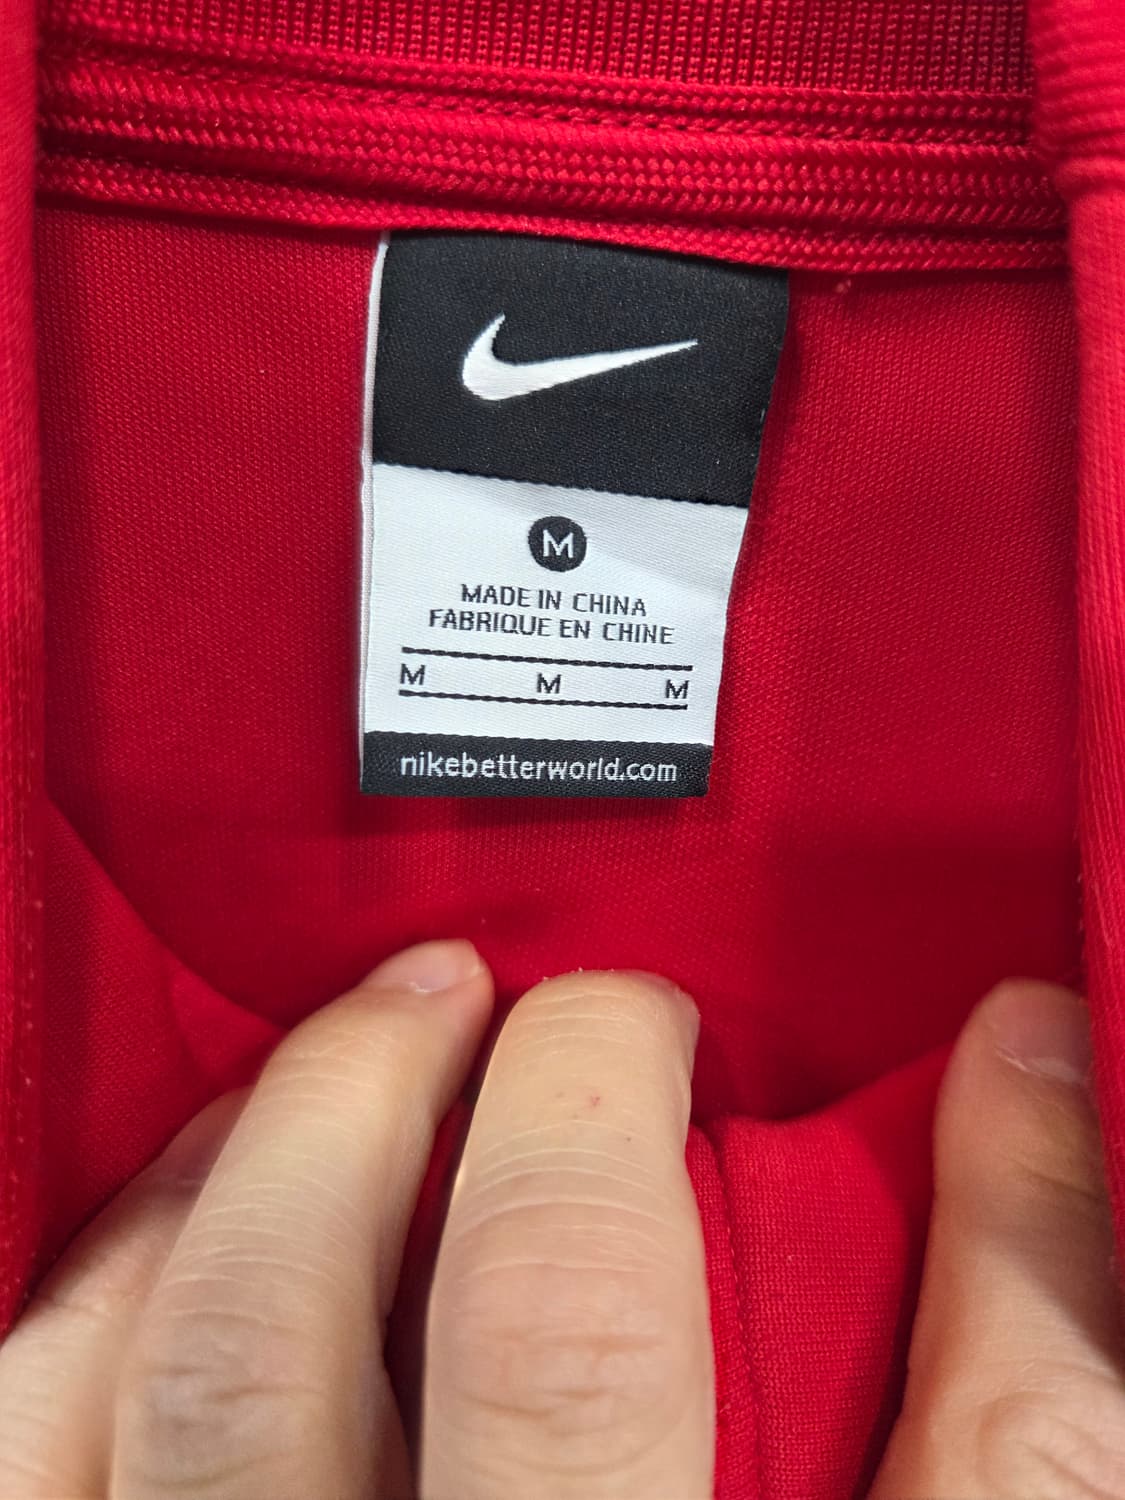 M
MADE IN CHINA
FABRIQUE EN CHINE
M M M
nikebetterworld.com